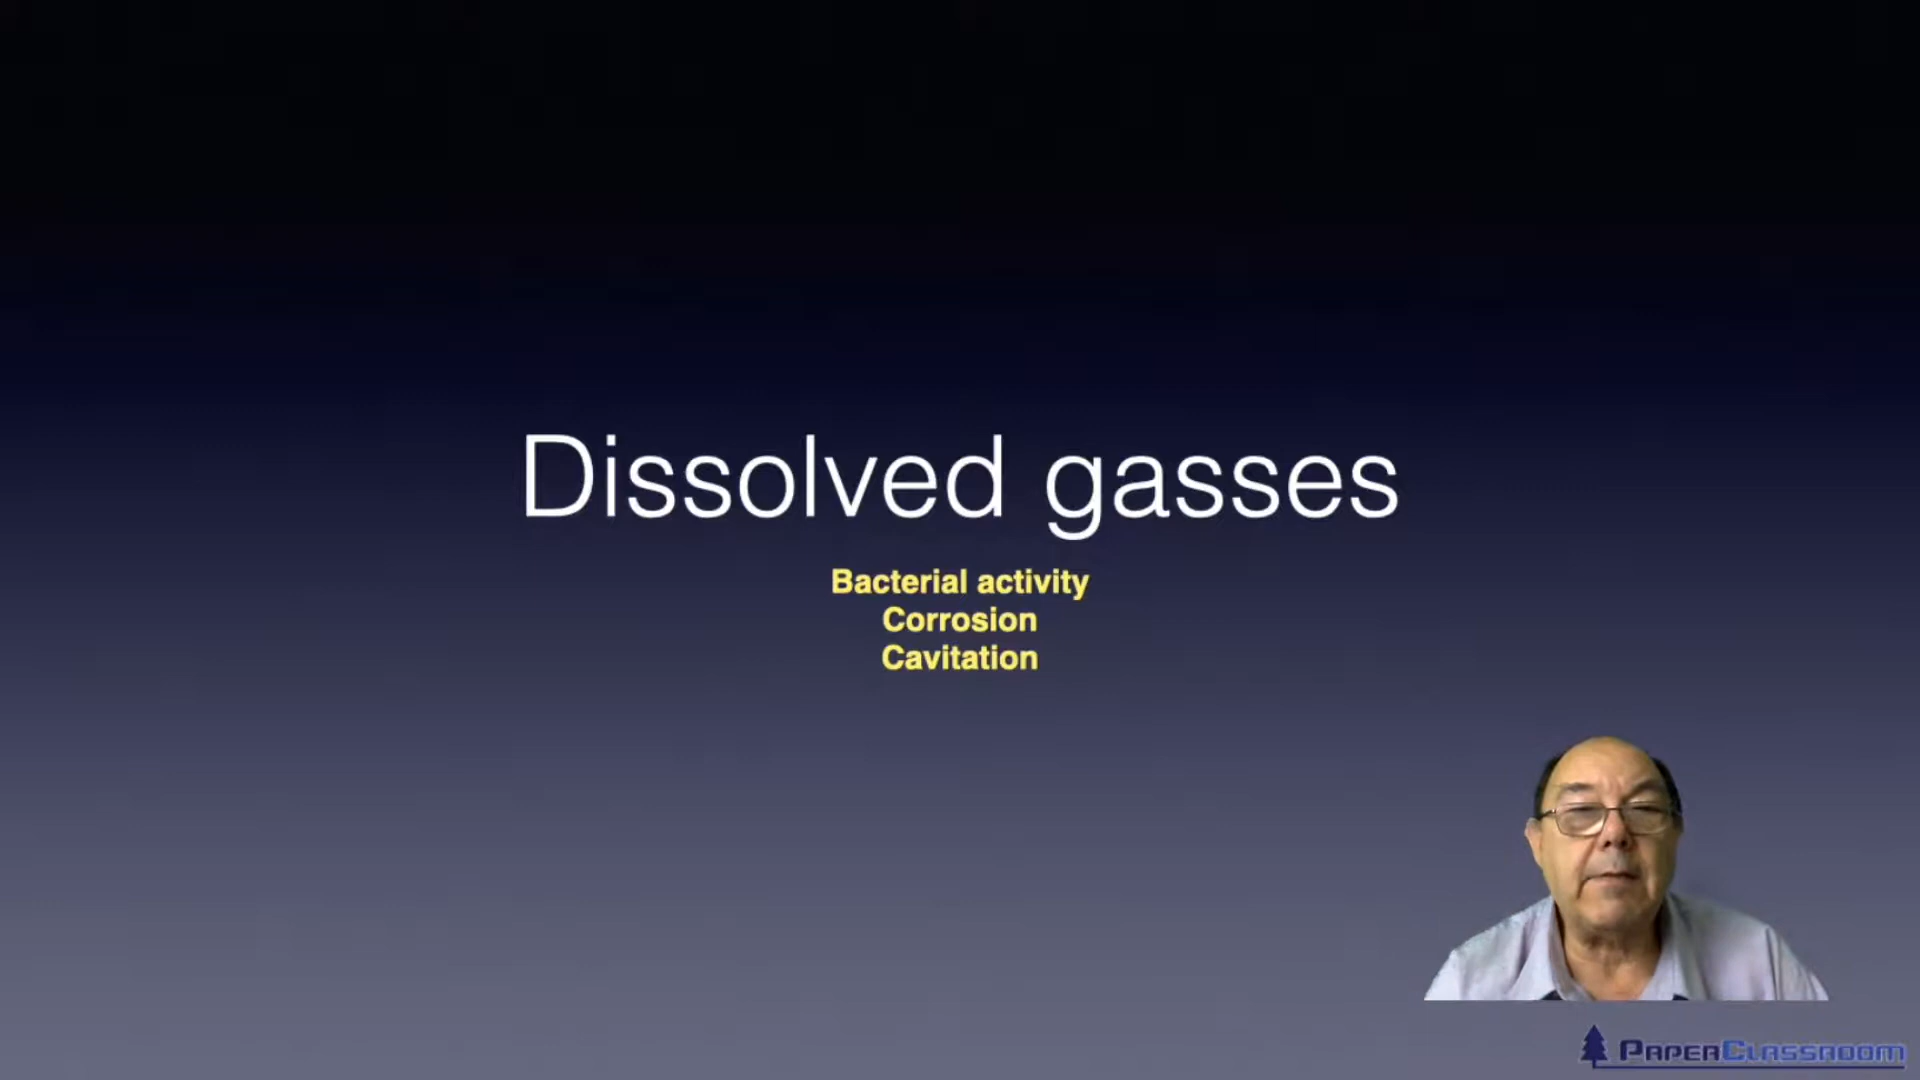 Dissolved gasses
Bacterial activity
Corrosion
Cavitation
PaperClassroom